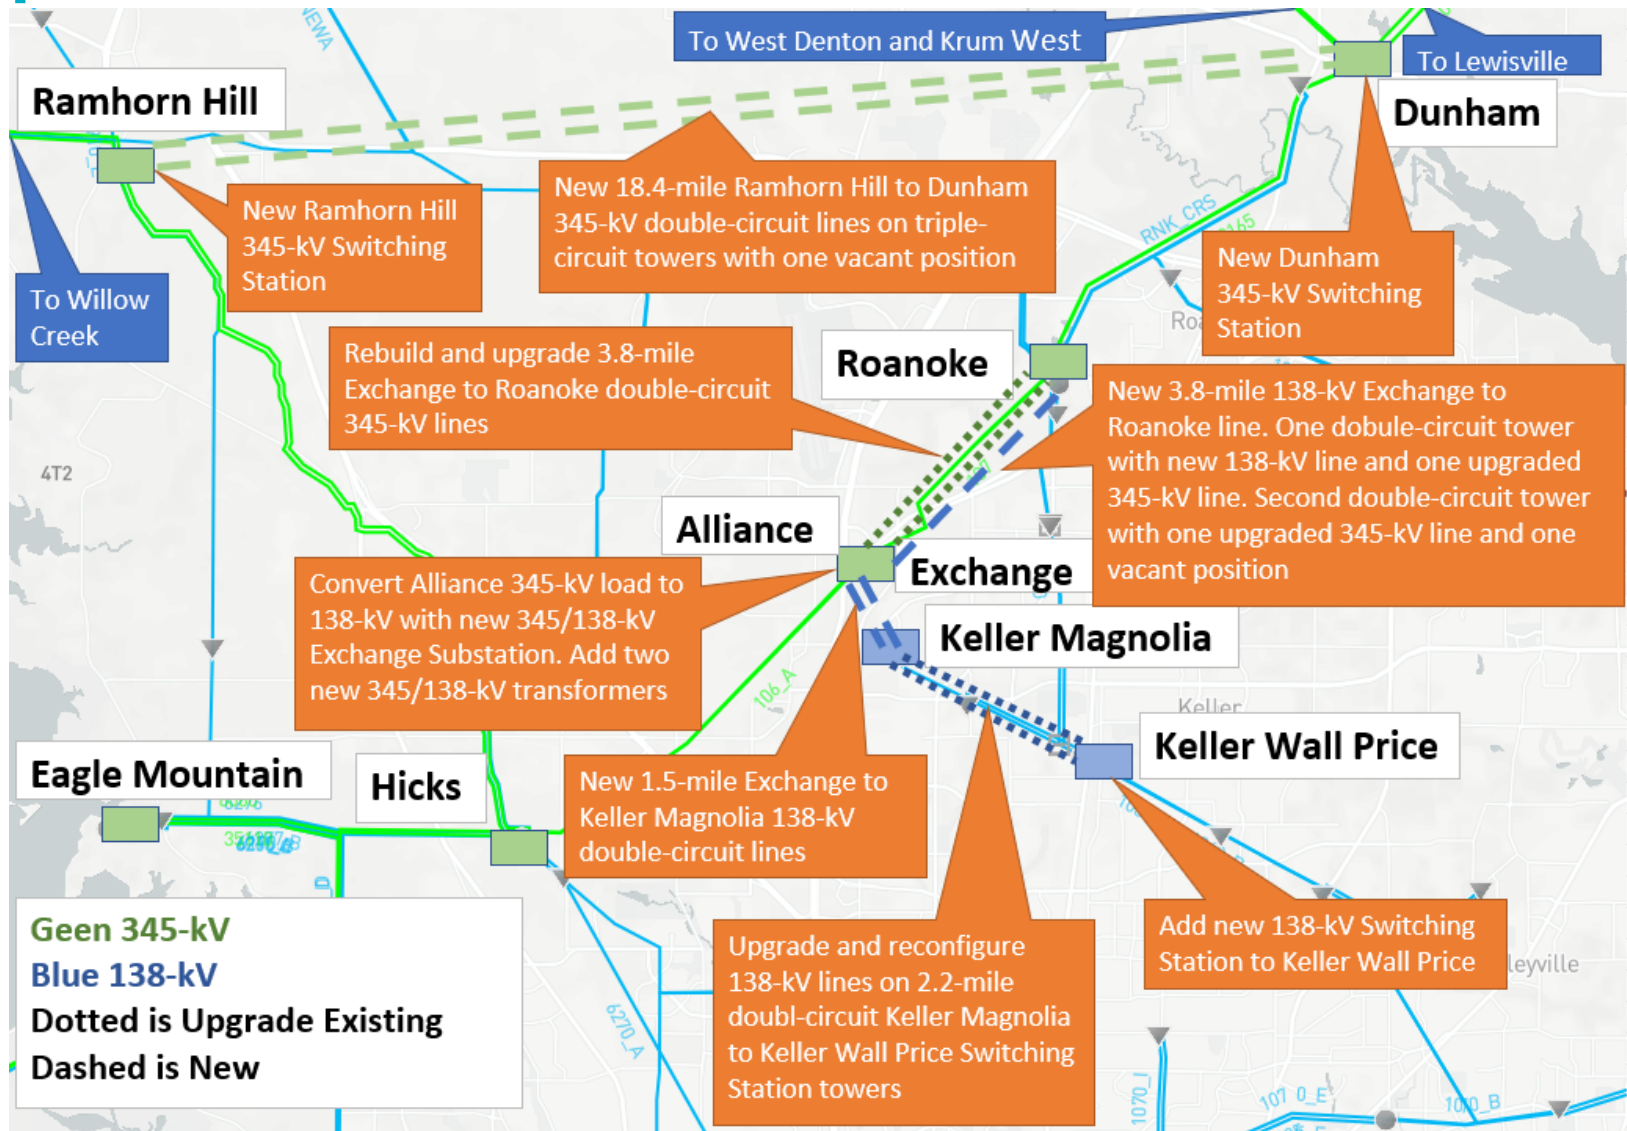 To West Denton and Krum West
To Lewisville
NEWA
Ramhorn Hill
Dunham
New Ramhorn Hill
345-kV Switching
Station
New 18.4-mile Ramhorn Hill to Dunham
345-kV double-circuit lines on triple-
circuit towers with one vacant position
RNK_CRS
New Dunham
345-kV Switching
Station
To Willow
Creek
Rebuild and upgrade 3.8-mile
Exchange to Roanoke double-circuit
345-kV lines
Roanoke
New 3.8-mile 138-kV Exchange to
Roanoke line. One dobule-circuit tower
with new 138-kV line and one upgraded
345-kV line. Second double-circuit tower
with one upgraded 345-kV line and one
vacant position
4T2
Alliance
Exchange
Convert Alliance 345-kV load to
138-kV with new 345/138-kV
Exchange Substation. Add two
new 345/138-kV transformers
Keller Magnolia
106_A
Keller
Keller Wall Price
Eagle Mountain
Hicks
New 1.5-mile Exchange to
Keller Magnolia 138-kV
double-circuit lines
_D
Geen 345-kV
Blue 138-kV
Dotted is Upgrade Existing
Dashed is New
Upgrade and reconfigure
138-kV lines on 2.2-mile
doubl-circuit Keller Magnolia
to Keller Wall Price Switching
Station towers
Add new 138-kV Switching
Station to Keller Wall Price
leyville
6270_A
1070_I
107 0_E
1070_B